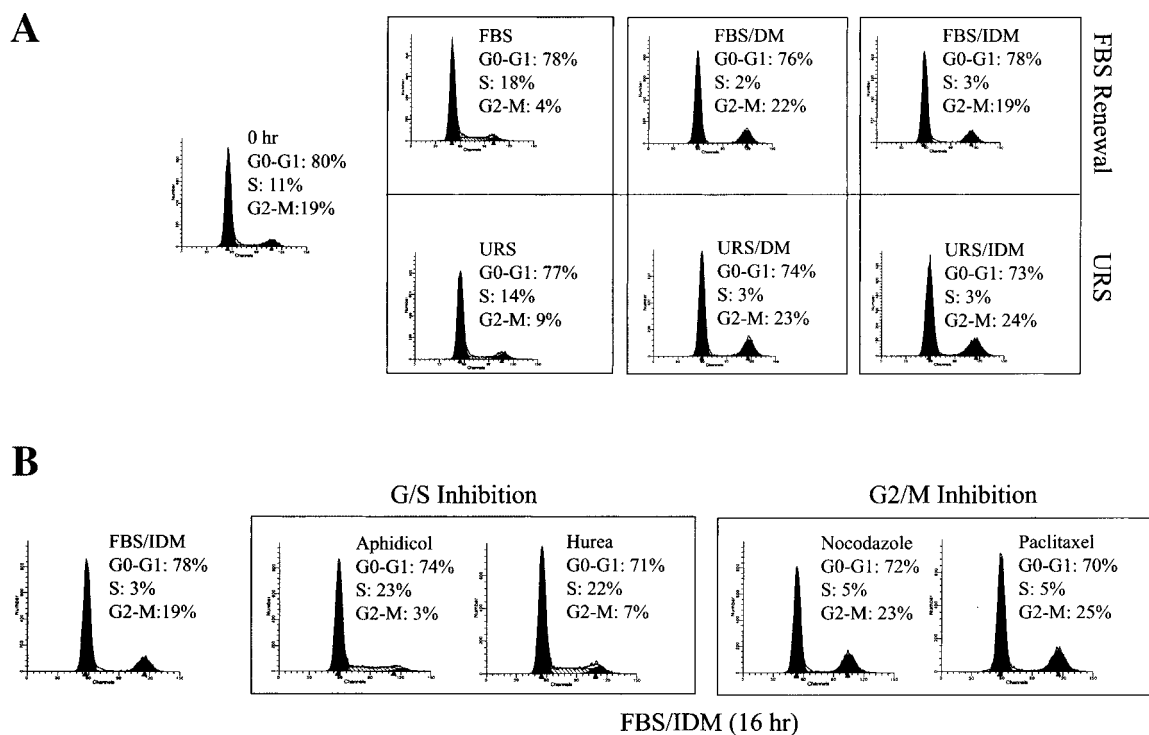 A
0 hr
G0-G1: 80%
S: 11%
G2-M:19%
FBS
G0-G1: 78%
S: 18%
G2-M: 4%
FBS/DM
G0-G1: 76%
S: 2%
G2-M: 22%
FBS/IDM
G0-G1: 78%
S: 3%
G2-M:19%
FBS Renewal
URS
G0-G1: 77%
S: 14%
G2-M: 9%
URS/DM
G0-G1: 74%
S: 3%
G2-M: 23%
URS/IDM
G0-G1: 73%
S: 3%
G2-M: 24%
URS
B
G/S Inhibition
G2/M Inhibition
FBS/IDM
G0-G1: 78%
S: 3%
G2-M:19%
Aphidicol
G0-G1: 74%
S: 23%
G2-M: 3%
Hurea
G0-G1: 71%
S: 22%
G2-M: 7%
Nocodazole
G0-G1: 72%
S: 5%
G2-M: 23%
Paclitaxel
G0-G1: 70%
S: 5%
G2-M: 25%
Number
Channels
FBS/IDM (16 hr)